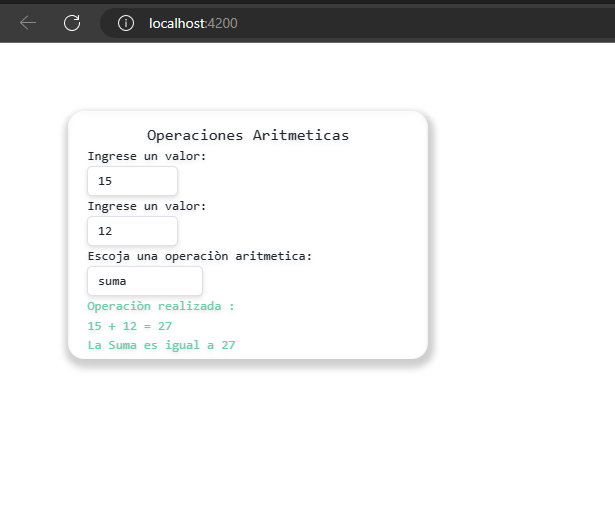 localhost:4200
Operaciones Aritmeticas
Ingrese un valor:
15
Ingrese un valor:
12
Escoja una operaciòn aritmetica:
suma
Operaciòn realizada :
15 + 12 = 27
La Suma es igual a 27